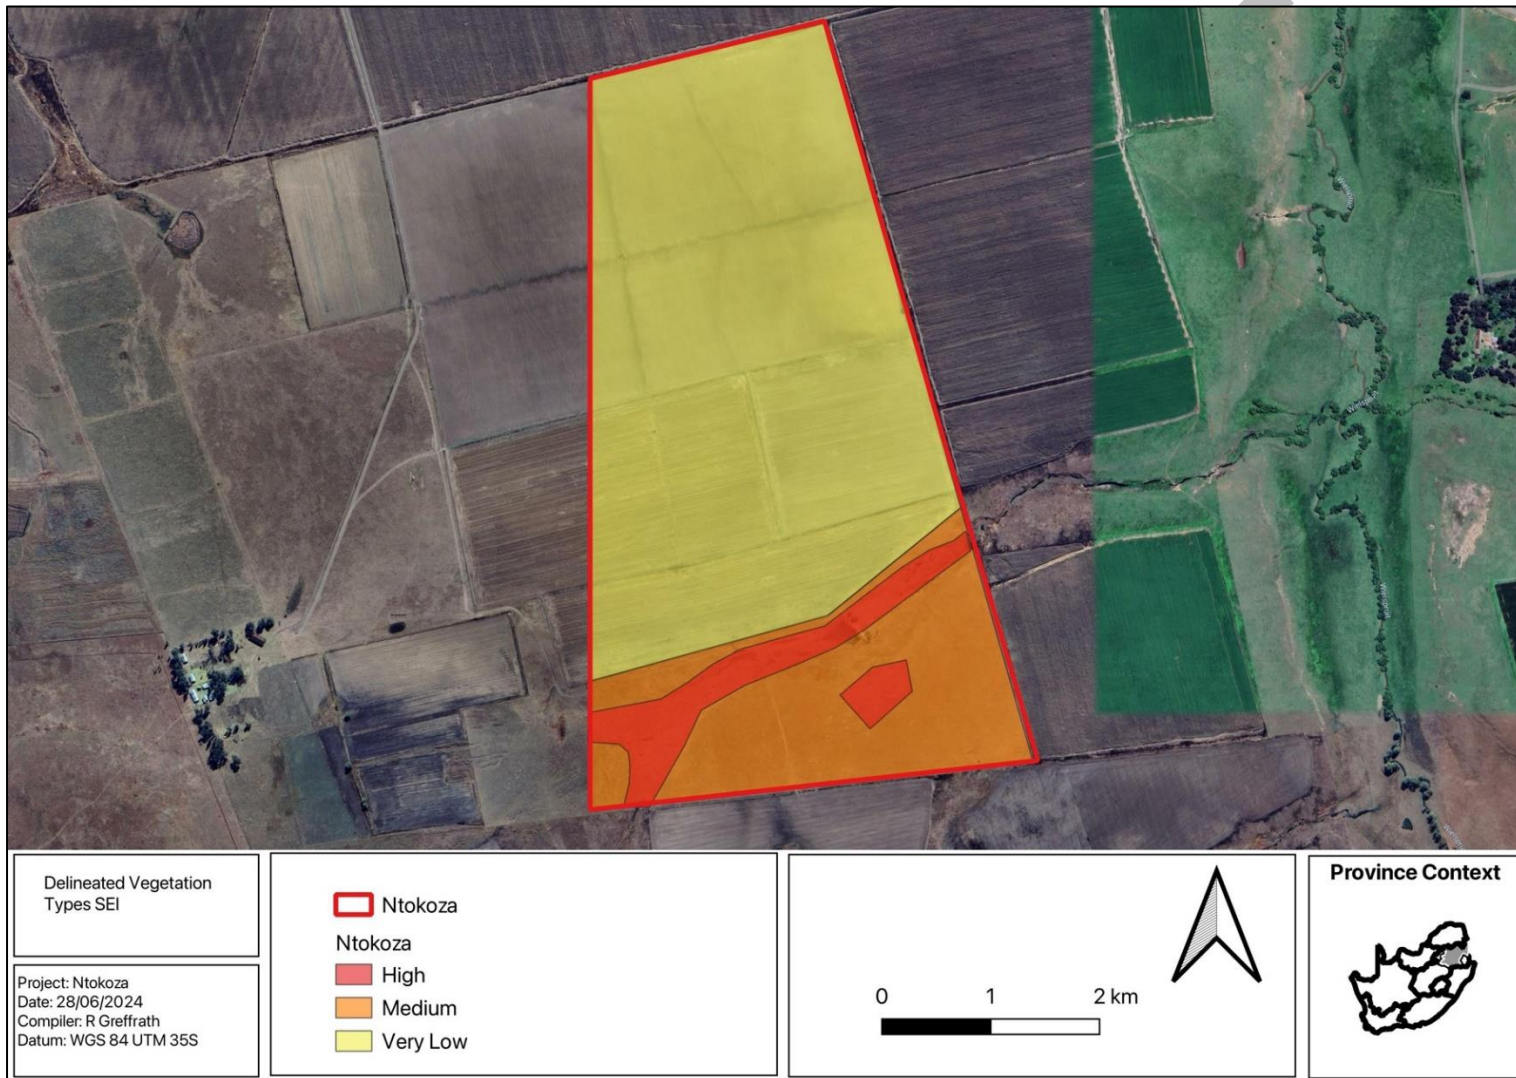 Delineated Vegetation
Types SEI
Project: Ntokoza
Date: 28/06/2024
Compiler: R Greffrath
Datum: WGS 84 UTM 35S
Ntokoza
Ntokoza
High
Medium
Very Low
0 1 2 km
Province Context